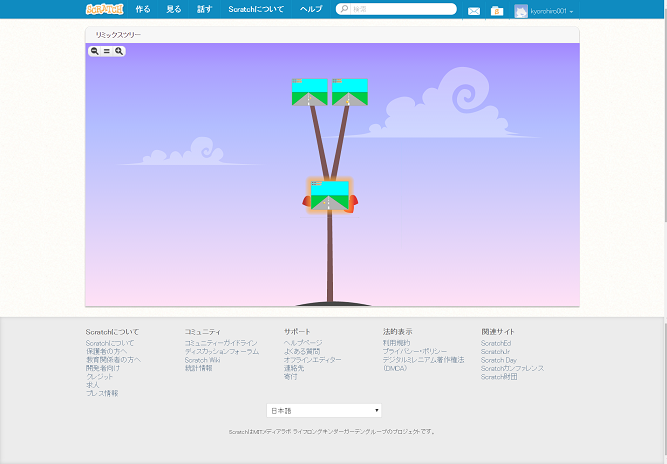 SCRATCH 作る 見る 話す Scratchについて ヘルプ 検索 8 kyorohiro001
リミックスツリー
Scratchについて
Scratchについて
保護者の方へ
教育関係者の方へ
開発者向け
クレジット
求人
プレス情報
コミュニティ
コミュニティーガイドライン
ディスカッションフォーラム
Scratch Wiki
統計情報
サポート
ヘルプページ
よくある質問
オフラインエディター
連絡先
寄付
法的表示
利用規約
プライバシー・ポリシー
デジタルミレニアム著作権法
(DMCA)
関連サイト
ScratchEd
ScratchJr
Scratch Day
Scratchカンファレンス
Scratch財団
日本語
ScratchはMITメディアラボ ライフロングキンダーガーテングループのプロジェクトです。